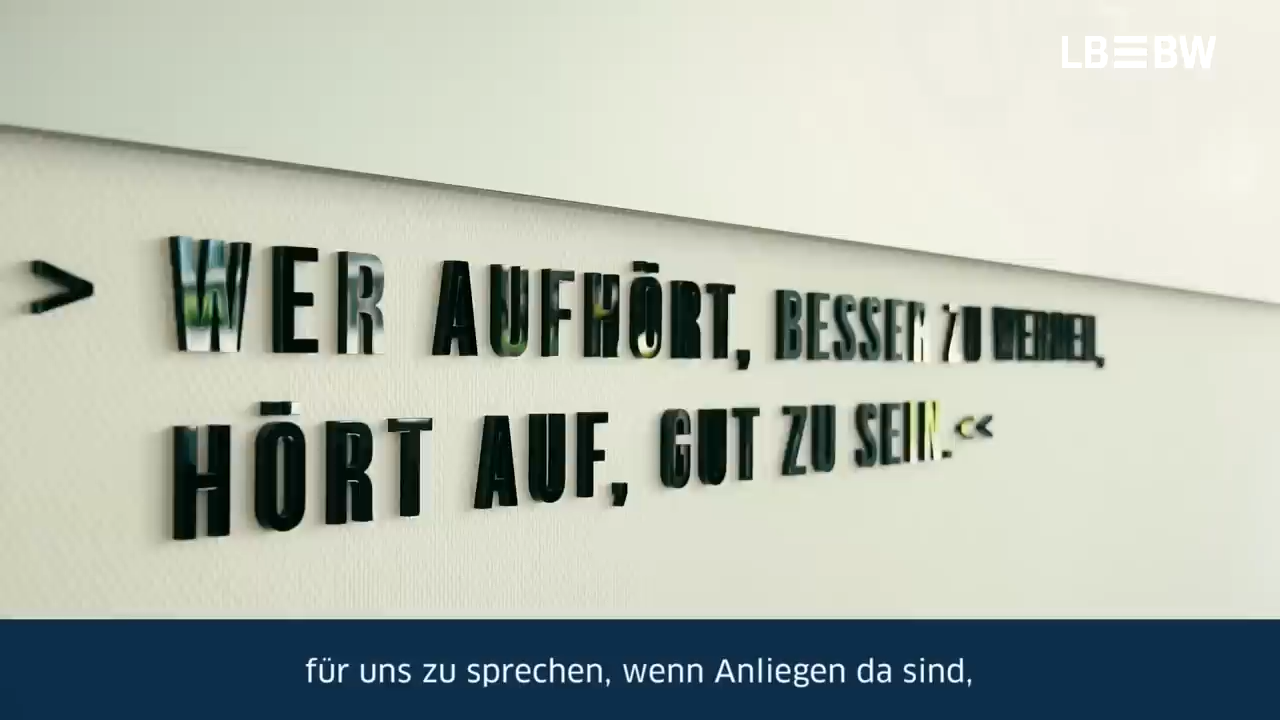 LBBW
> WER AUFHÖRT, BESSER ZU WERDEN,
HÖRT AUF, GUT ZU SEIN.<<
für uns zu sprechen, wenn Anliegen da sind,